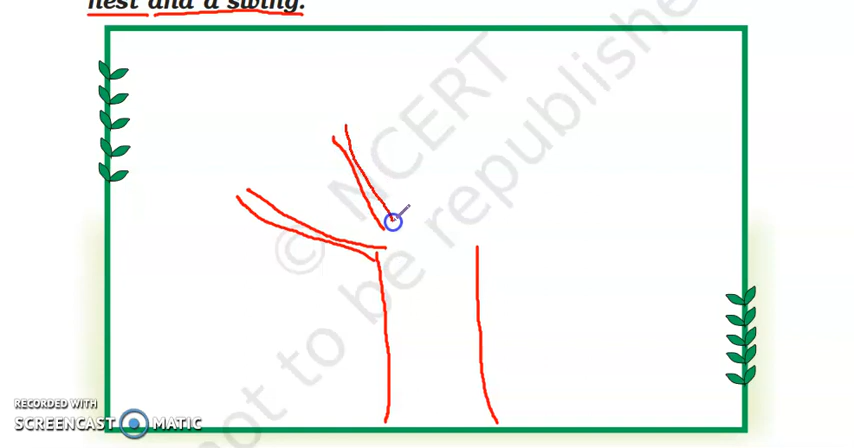 nest and a swing.
© NCERT
not to be republished
RECORDED WITH
SCREENCAST MATIC